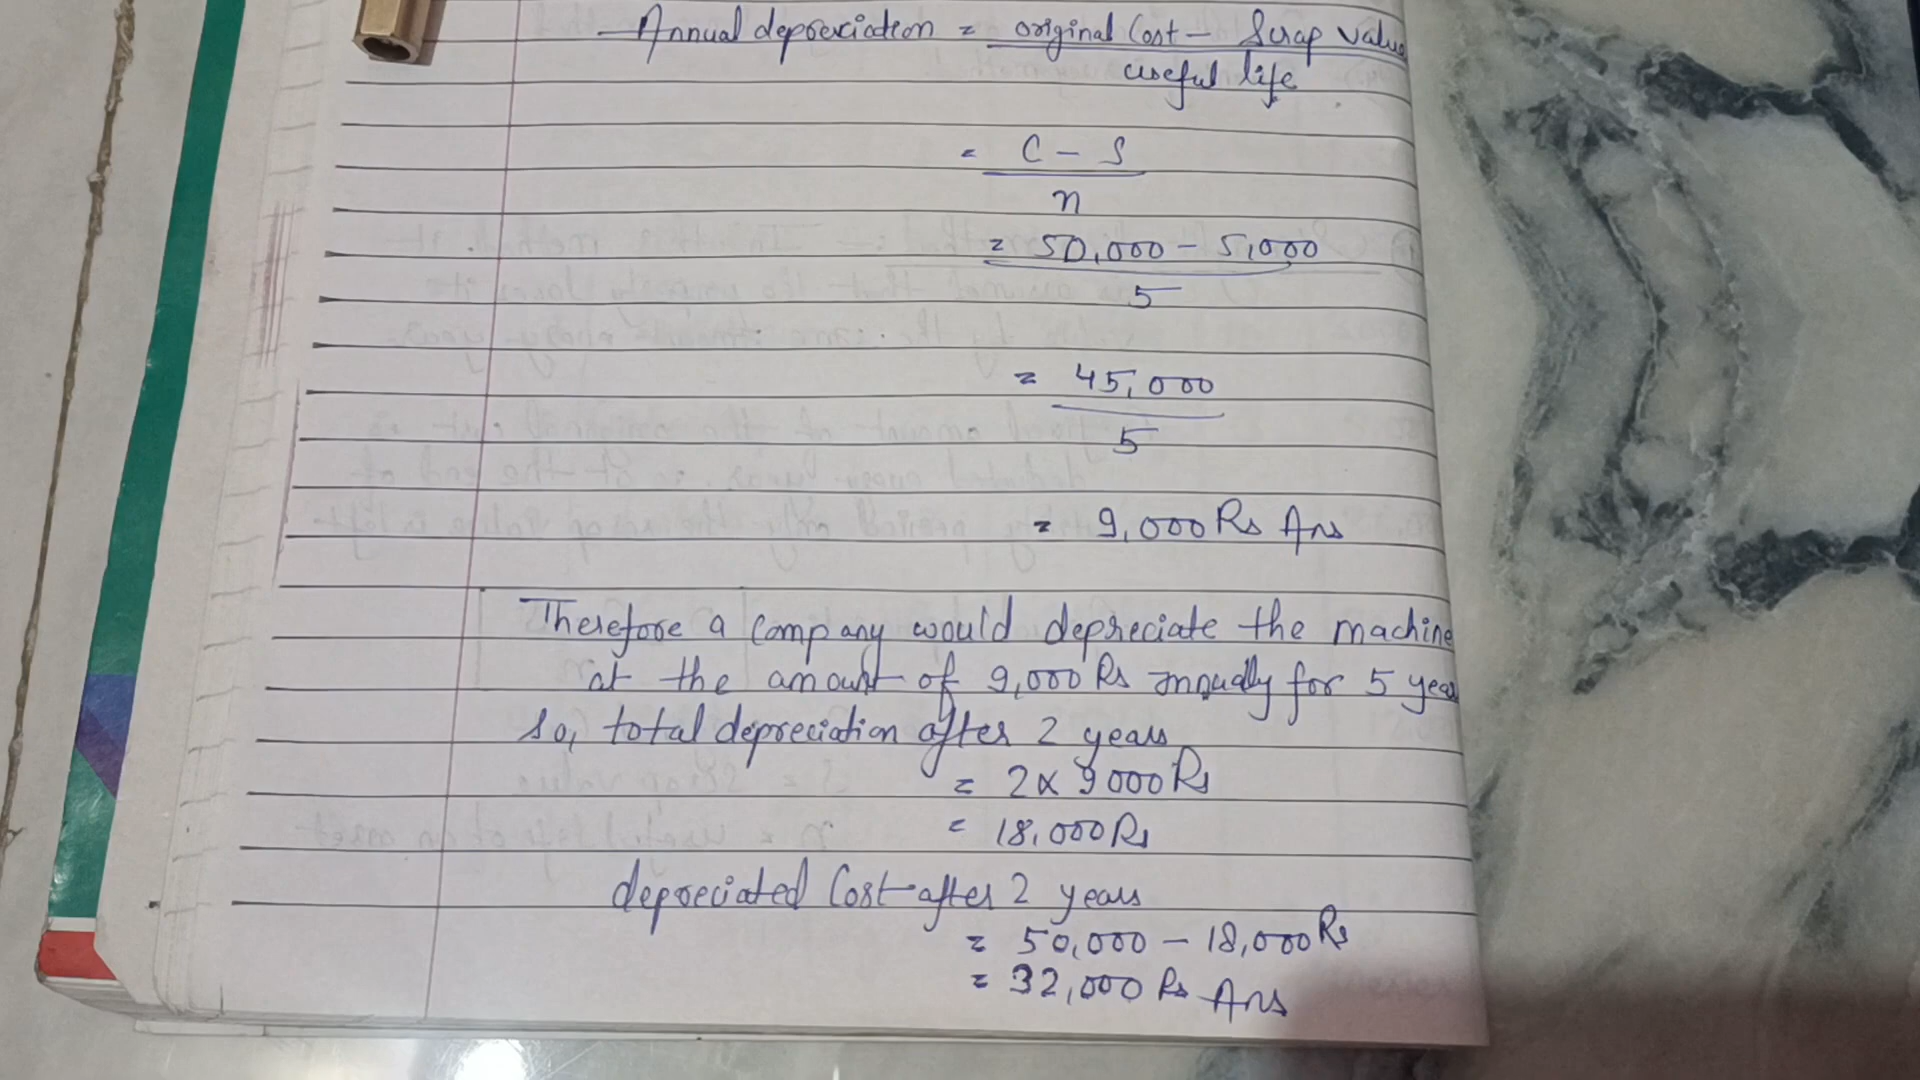 Annual depreciation = original Cost - Scrap value
useful life
= C - S
n
= 50,000 - 5,000
5
= 45,000
5
= 9,000 Rs Ans
Therefore a company would depreciate the machine
at the amount of 9,000 Rs annually for 5 year
so, total depreciation after 2 years
= 2 x 9000 Rs
= 18,000 Rs
depreciated Cost after 2 years
= 50,000 - 18,000 Rs
= 32,000 Rs Ans